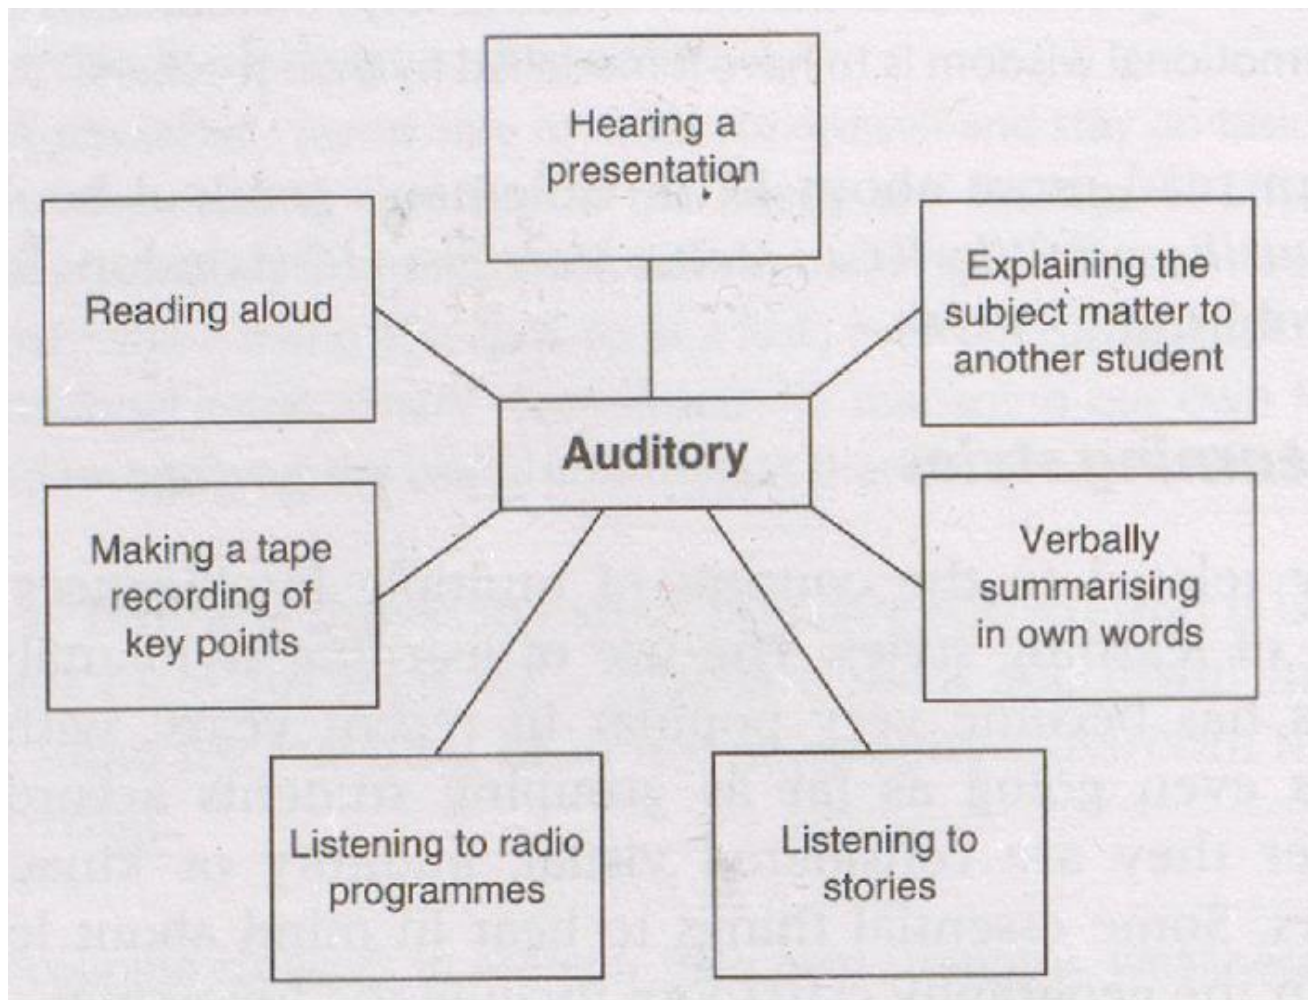 Hearing a
presentation
Reading aloud
Explaining the
subject matter to
another student
Auditory
Making a tape
recording of
key points
Verbally
summarising
in own words
Listening to radio
programmes
Listening to
stories